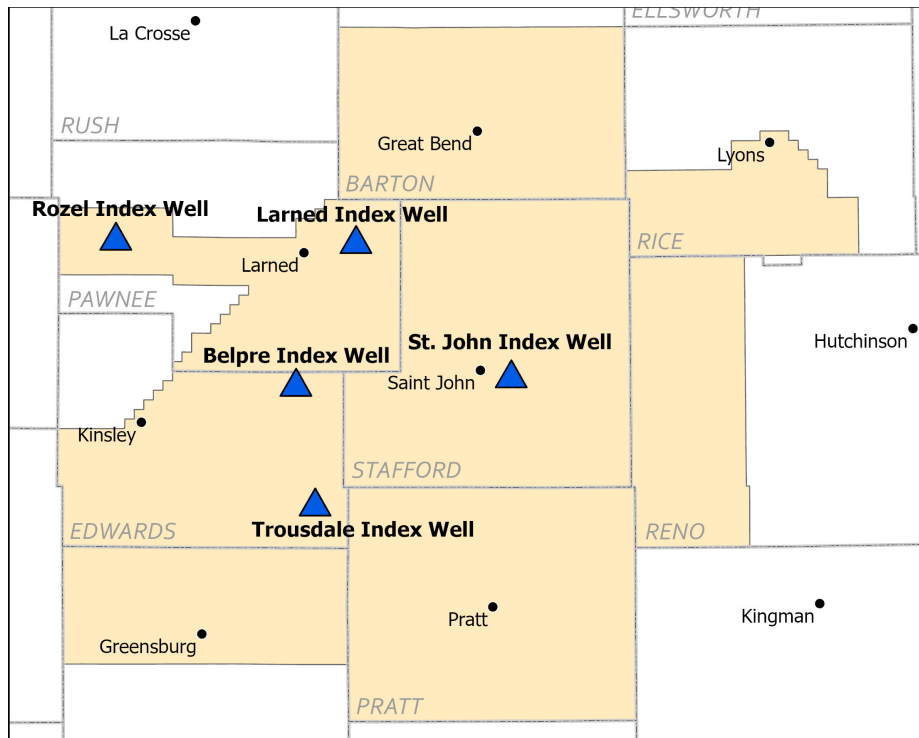 ELLSWORTH
La Crosse
RUSH
Great Bend
Lyons
BARTON
Rozel Index Well
Larned Index Well
RICE
Larned
PAWNEE
Hutchinson
St. John Index Well
Belpre Index Well
Saint John
Kinsley
STAFFORD
Trousdale Index Well
EDWARDS
RENO
Pratt
Kingman
Greensburg
PRATT